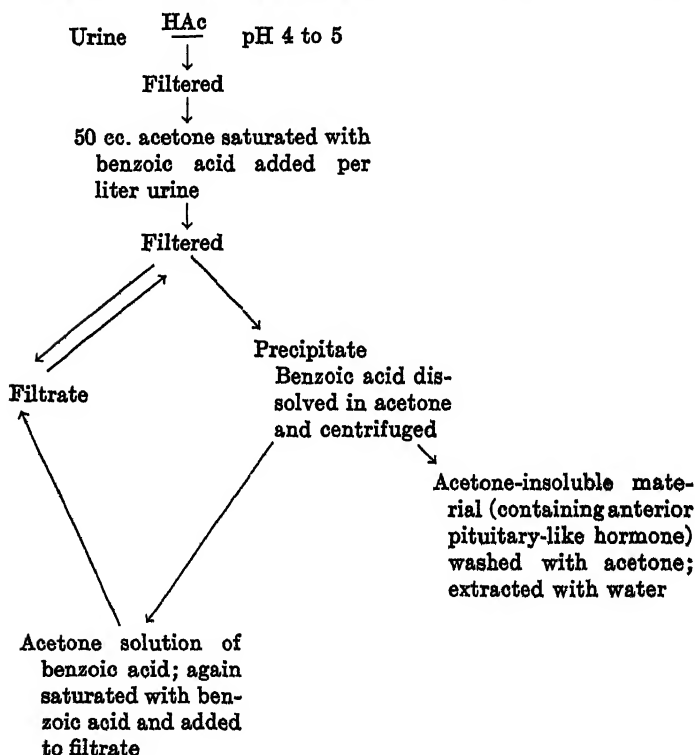 Urine HAc pH 4 to 5
Filtered
50 cc. acetone saturated with
benzoic acid added per
liter urine
Filtered
Precipitate
Benzoic acid dis-
solved in acetone
and centrifuged
Filtrate
Acetone-insoluble mate-
rial (containing anterior
pituitary-like hormone)
washed with acetone;
extracted with water
Acetone solution of
benzoic acid; again
saturated with ben-
zoic acid and added
to filtrate